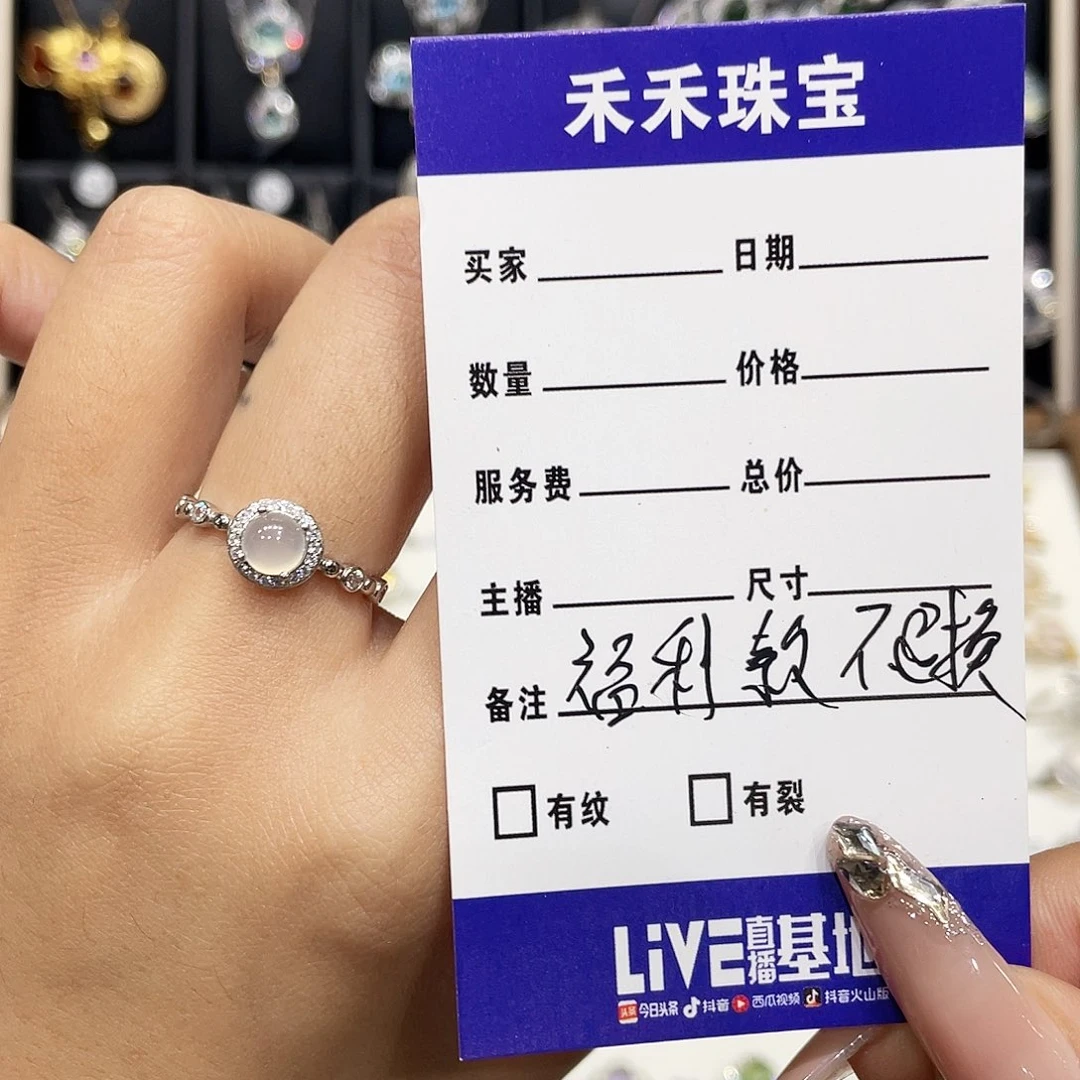 禾禾珠宝
买家 日期
数量 价格
服务费 总价
主播 尺寸
备注 福利款不退换
有纹 有裂
LiVE直播基地
头条 今日头条 抖音 西瓜视频 抖音火山版